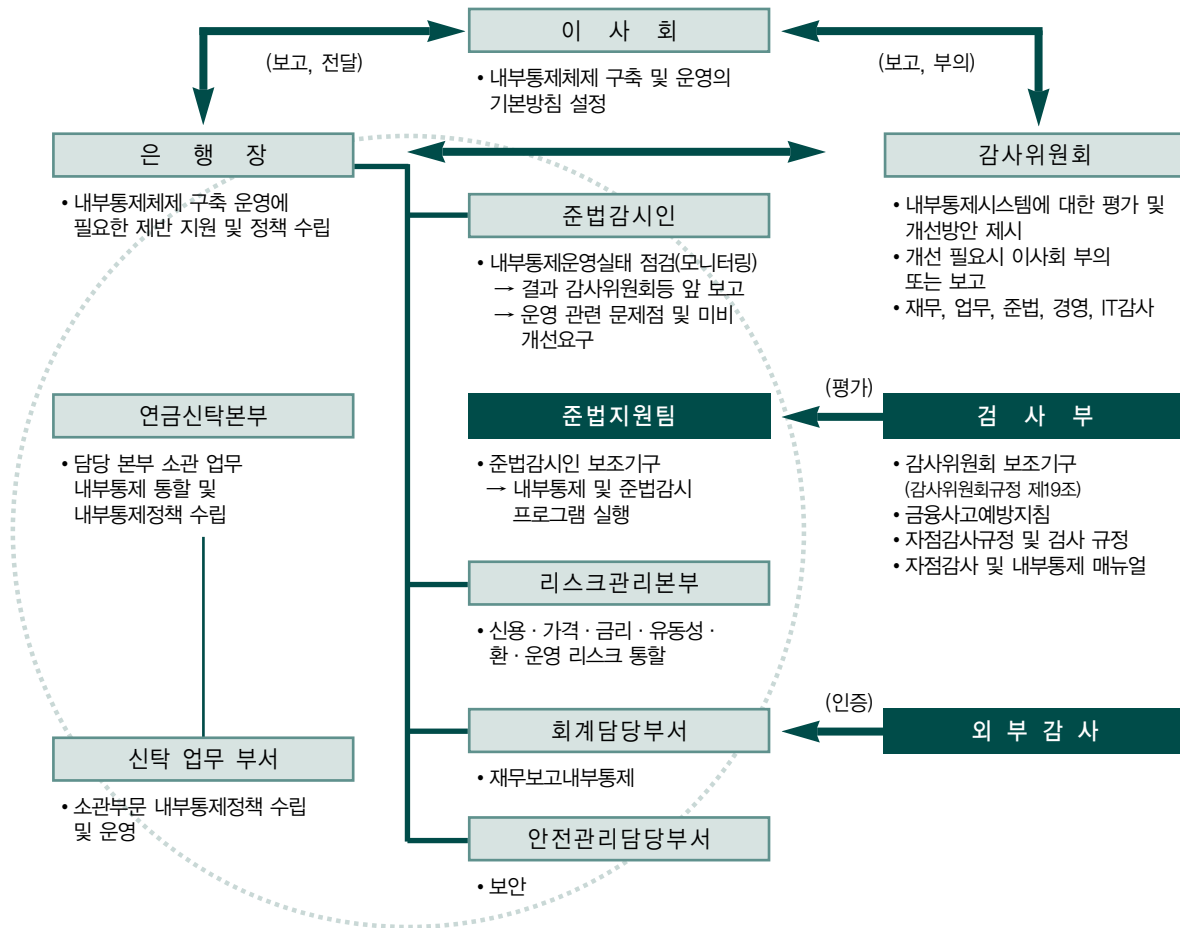 이 사 회
(보고, 전달)
(보고, 부의)
• 내부통제체제 구축 및 운영의
기본방침 설정
은 행 장
감사위원회
• 내부통제체제 구축 운영에
필요한 제반 지원 및 정책 수립
준법감시인
• 내부통제시스템에 대한 평가 및
개선방안 제시
• 개선 필요시 이사회 부의
또는 보고
• 재무, 업무, 준법, 경영, IT감사
• 내부통제운영실태 점검(모니터링)
→ 결과 감사위원회등 앞 보고
→ 운영 관련 문제점 및 미비
개선요구
연금신탁본부
준법지원팀
(평가)
검 사 부
• 담당 본부 소관 업무
내부통제 통할 및
내부통제정책 수립
• 준법감시인 보조기구
→ 내부통제 및 준법감시
프로그램 실행
• 감사위원회 보조기구
(감사위원회규정 제19조)
• 금융사고예방지침
• 자점감사규정 및 검사 규정
• 자점감사 및 내부통제 매뉴얼
리스크관리본부
• 신용 · 가격 · 금리 · 유동성 ·
환 · 운영 리스크 통할
신탁 업무 부서
회계담당부서
(인증)
외 부 감 사
• 소관부문 내부통제정책 수립
및 운영
• 재무보고내부통제
안전관리담당부서
• 보안